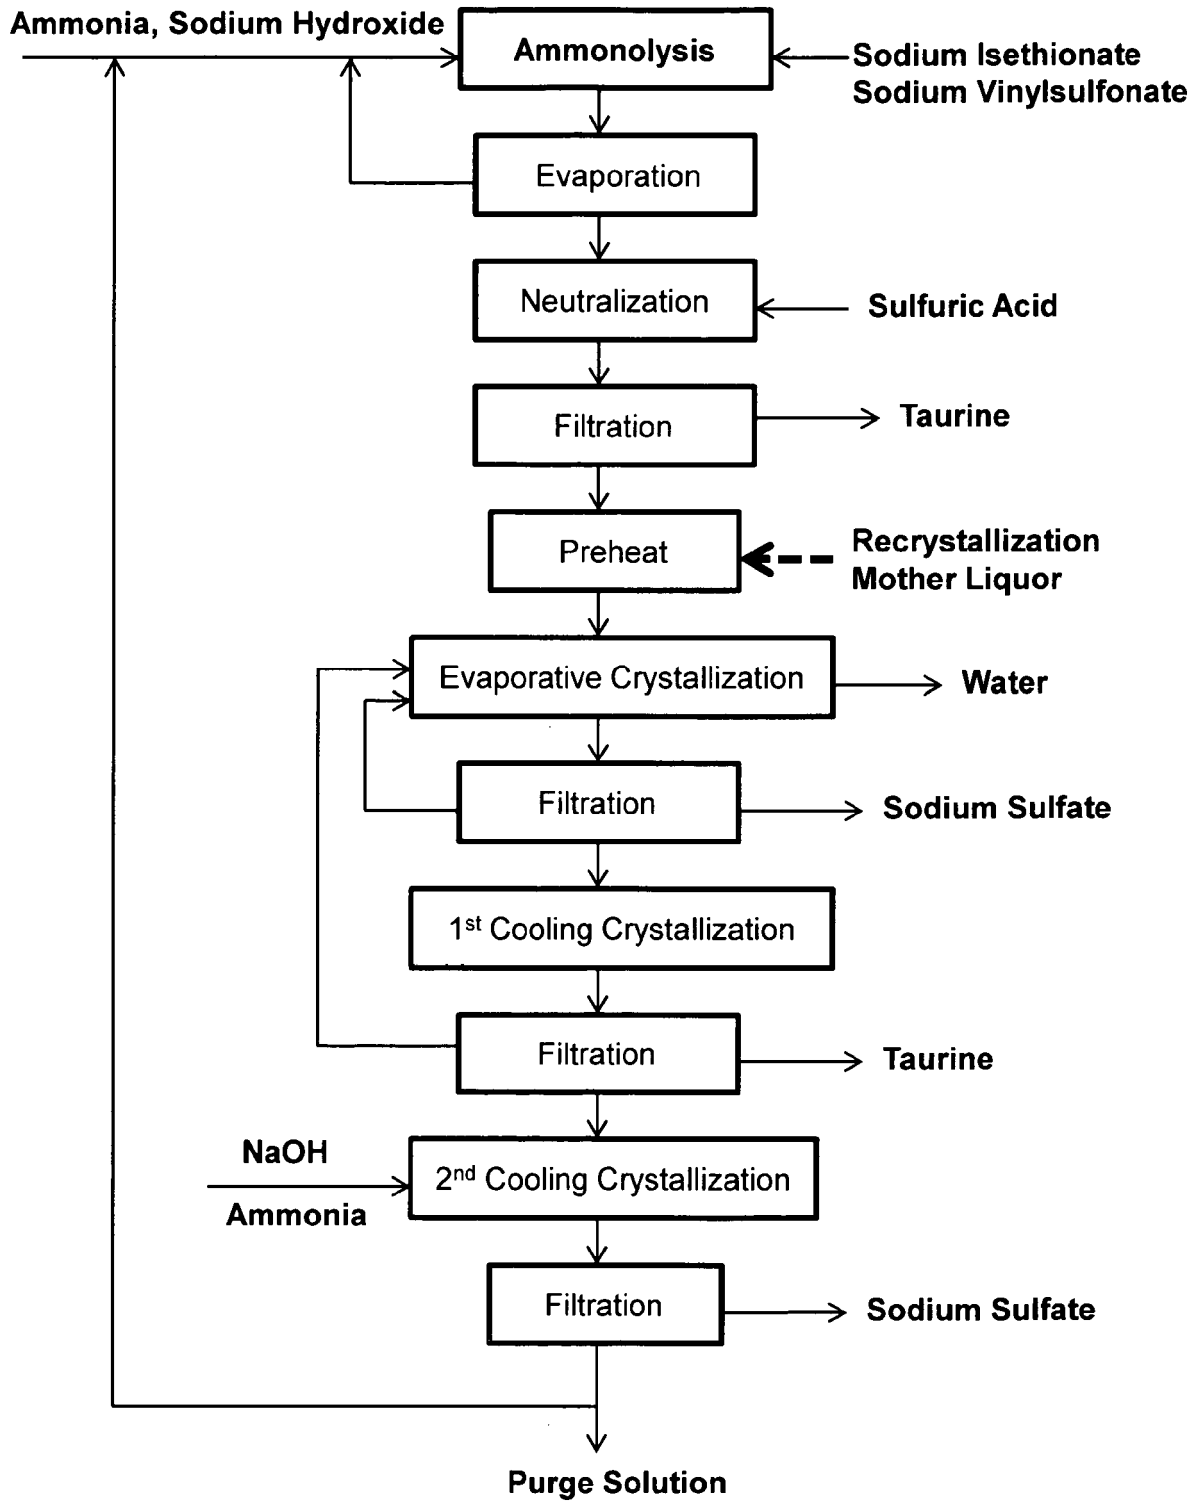 Ammonia, Sodium Hydroxide
Ammonolysis
Sodium Isethionate
Sodium Vinylsulfonate
Evaporation
Neutralization
Sulfuric Acid
Filtration
Taurine
Preheat
Recrystallization
Mother Liquor
Evaporative Crystallization
Water
Filtration
Sodium Sulfate
1st Cooling Crystallization
Filtration
Taurine
NaOH
Ammonia
2nd Cooling Crystallization
Filtration
Sodium Sulfate
Purge Solution